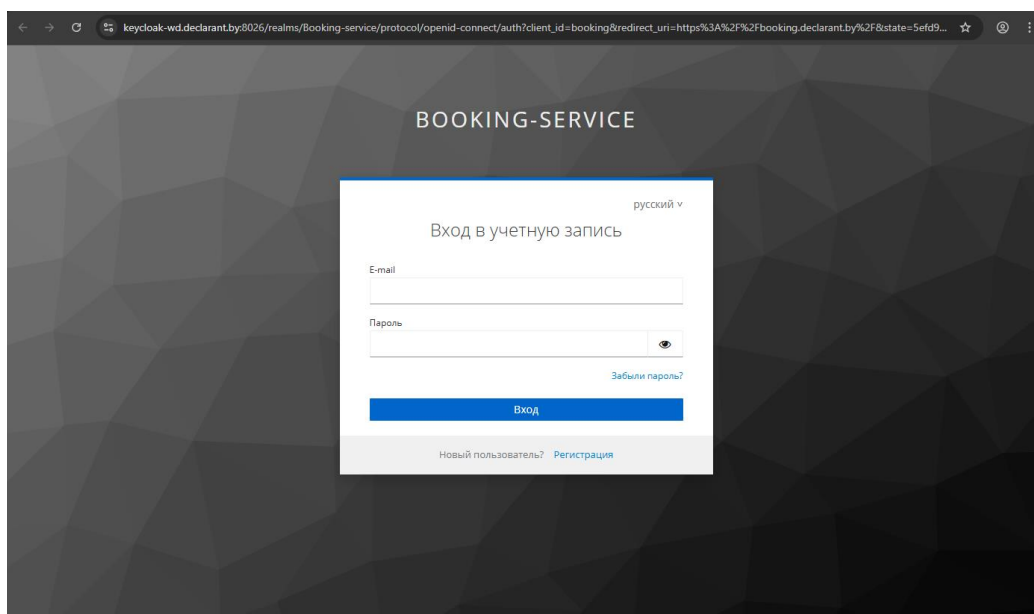 keycloak-wd.declarant.by:8026/realms/Booking-service/protocol/openid-connect/auth?client_id=booking&redirect_uri=https%3A%2F%2Fbooking.declarant.by%2F&state=5efd9...
BOOKING-SERVICE
русский
Вход в учетную запись
E-mail
Пароль
Забыли пароль?
Вход
Новый пользователь? Регистрация